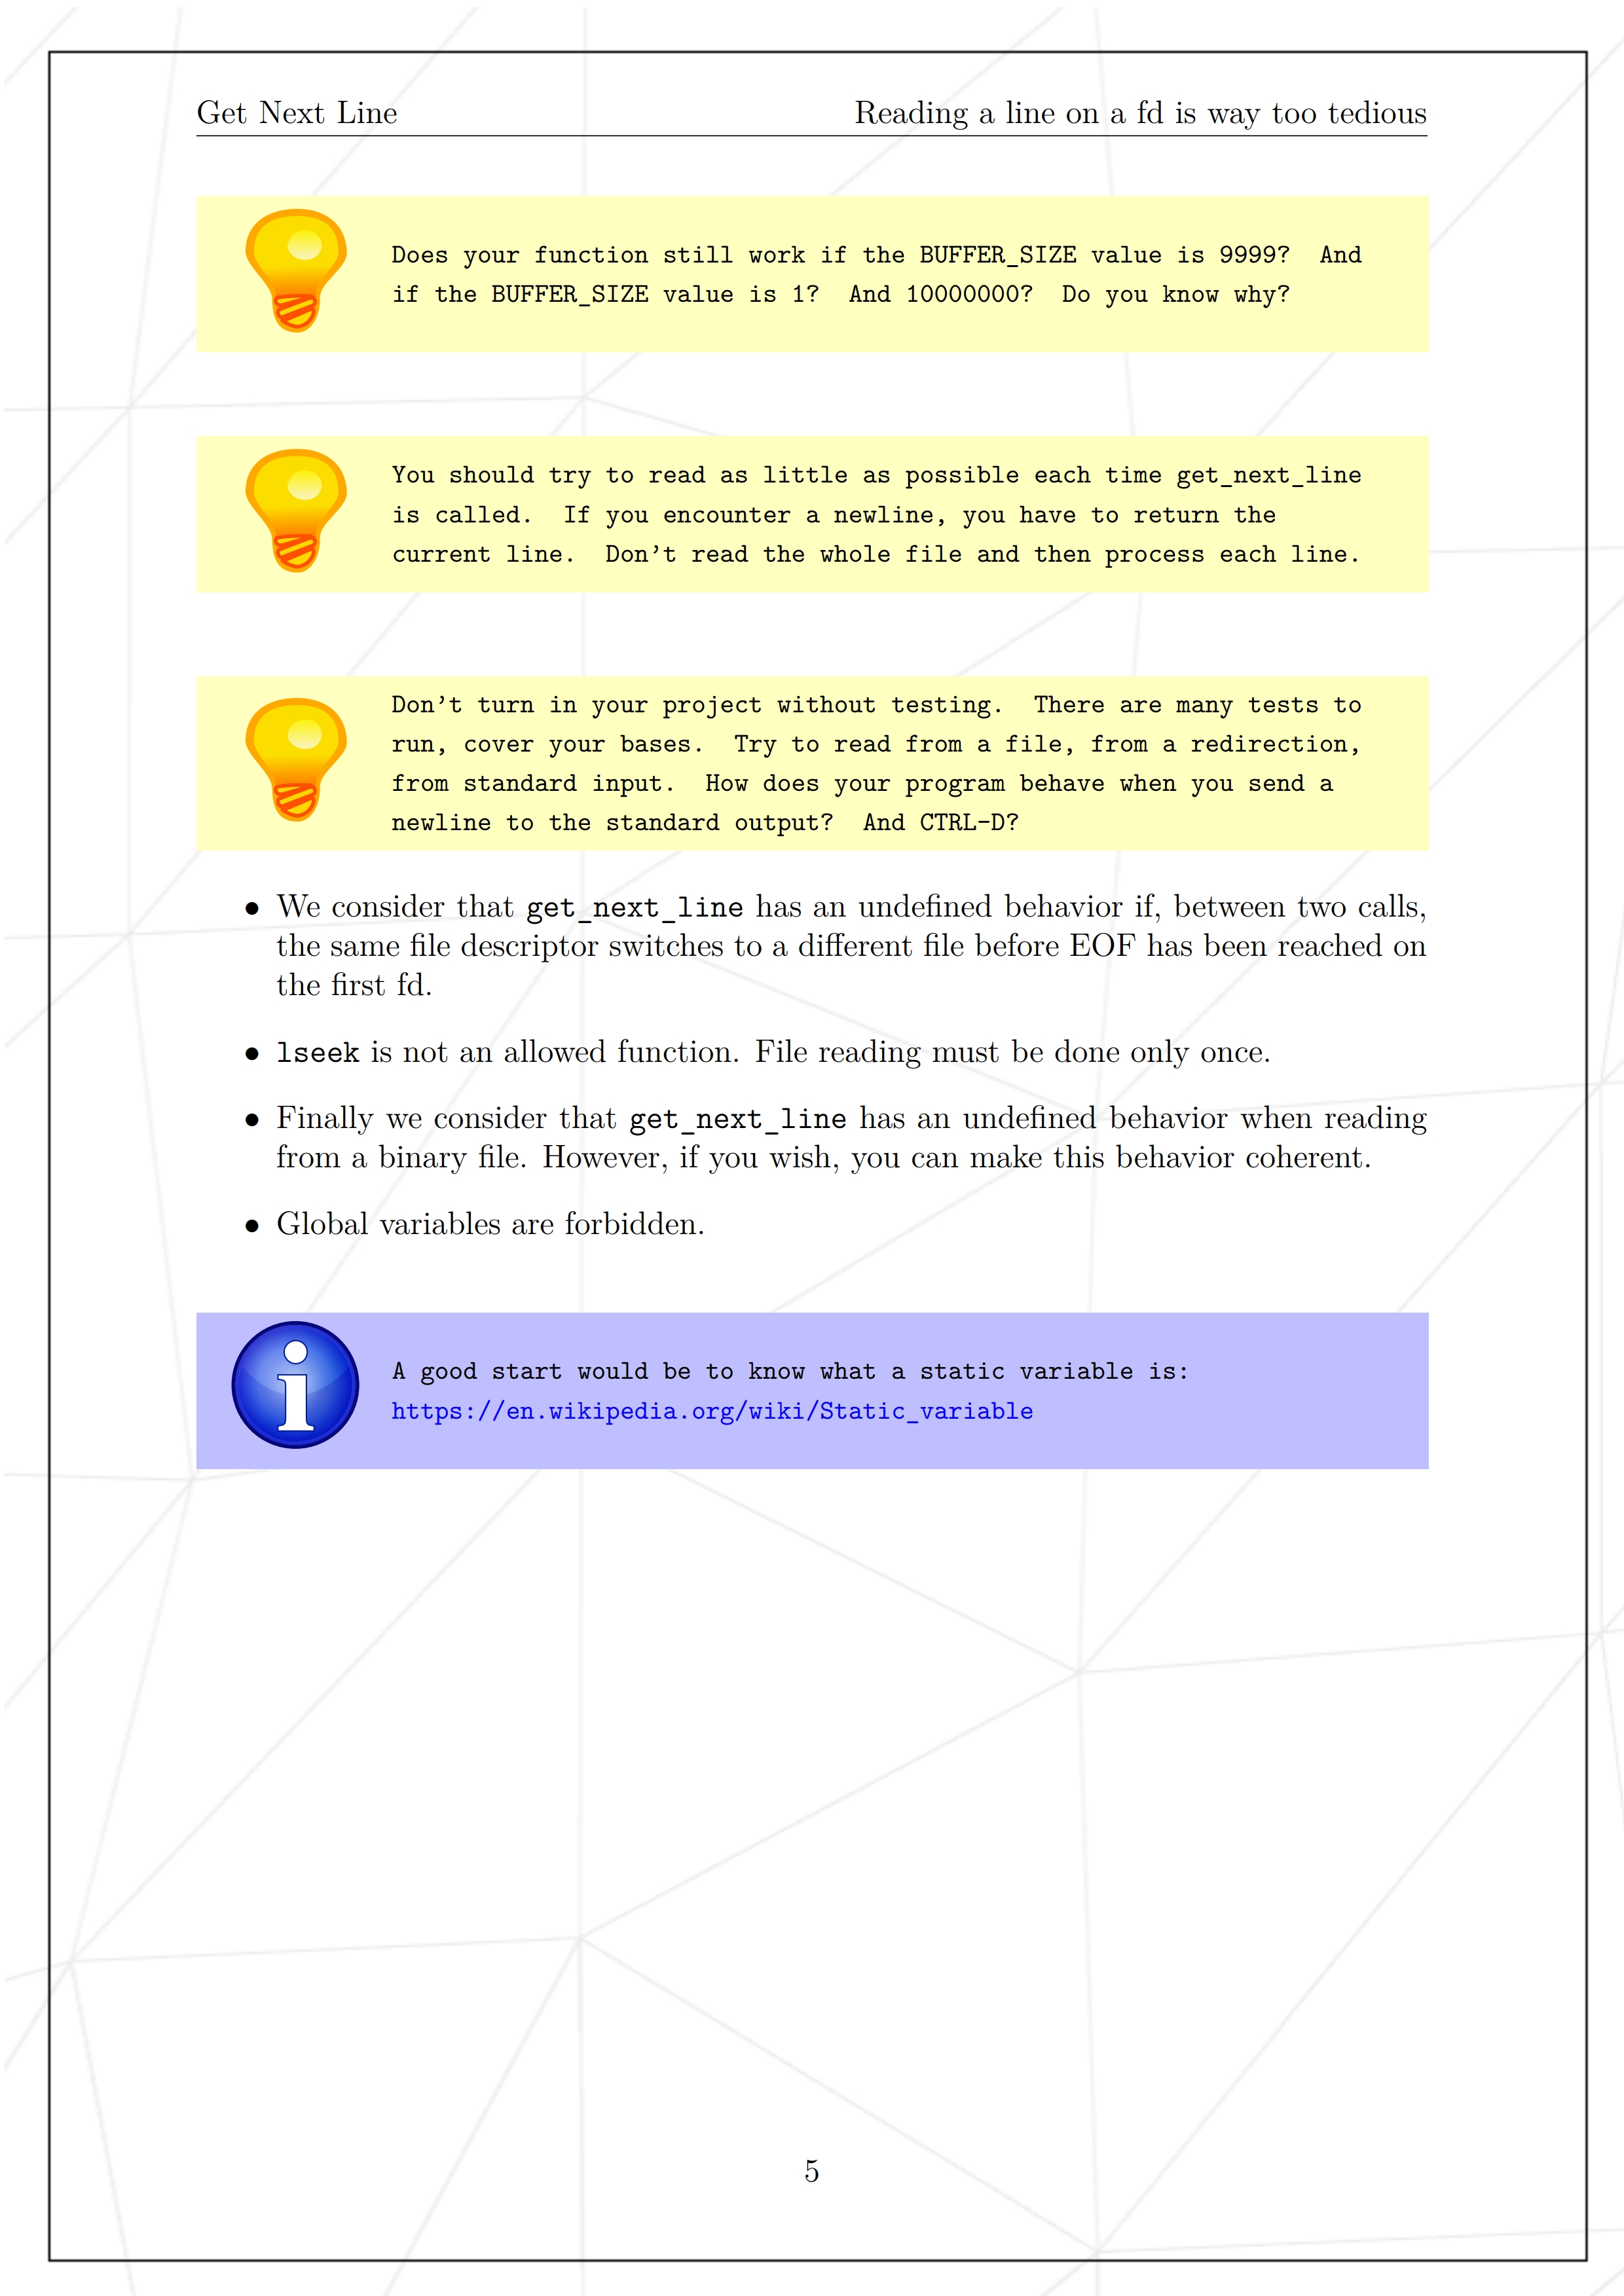 Get Next Line
Reading a line on a fd is way too tedious
Does your function still work if the BUFFER_SIZE value is 9999? And
if the BUFFER_SIZE value is 1? And 10000000? Do you know why?
You should try to read as little as possible each time get_next_line
is called. If you encounter a newline, you have to return the
current line. Don't read the whole file and then process each line.
Don't turn in your project without testing. There are many tests to
run, cover your bases. Try to read from a file, from a redirection,
from standard input. How does your program behave when you send a
newline to the standard output? And CTRL-D?
• We consider that get_next_line has an undefined behavior if, between two calls,
the same file descriptor switches to a different file before EOF has been reached on
the first fd.
• lseek is not an allowed function. File reading must be done only once.
• Finally we consider that get_next_line has an undefined behavior when reading
from a binary file. However, if you wish, you can make this behavior coherent.
• Global variables are forbidden.
A good start would be to know what a static variable is:
https://en.wikipedia.org/wiki/Static_variable
5